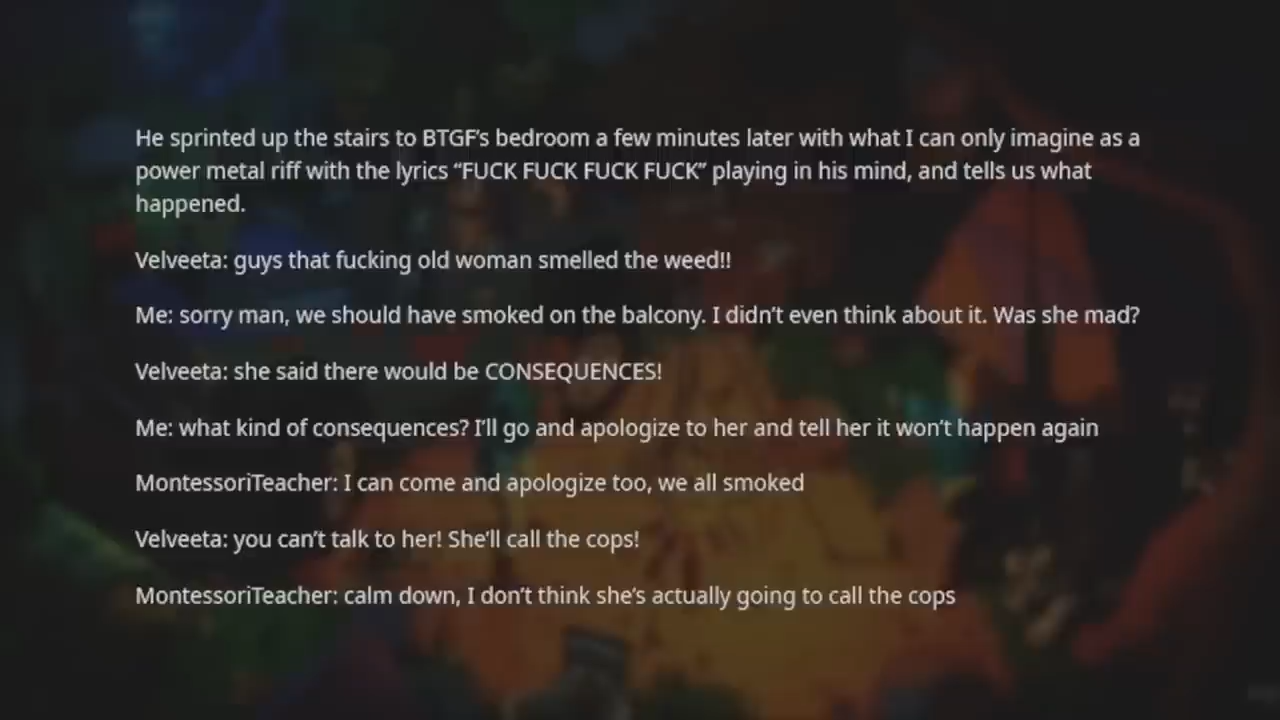 He sprinted up the stairs to BTGF’s bedroom a few minutes later with what I can only imagine as a
power metal riff with the lyrics “FUCK FUCK FUCK FUCK” playing in his mind, and tells us what
happened.
Velveeta: guys that fucking old woman smelled the weed!!
Me: sorry man, we should have smoked on the balcony. I didn’t even think about it. Was she mad?
Velveeta: she said there would be CONSEQUENCES!
Me: what kind of consequences? I’ll go and apologize to her and tell her it won’t happen again
MontessoriTeacher: I can come and apologize too, we all smoked
Velveeta: you can’t talk to her! She’ll call the cops!
MontessoriTeacher: calm down, I don’t think she’s actually going to call the cops